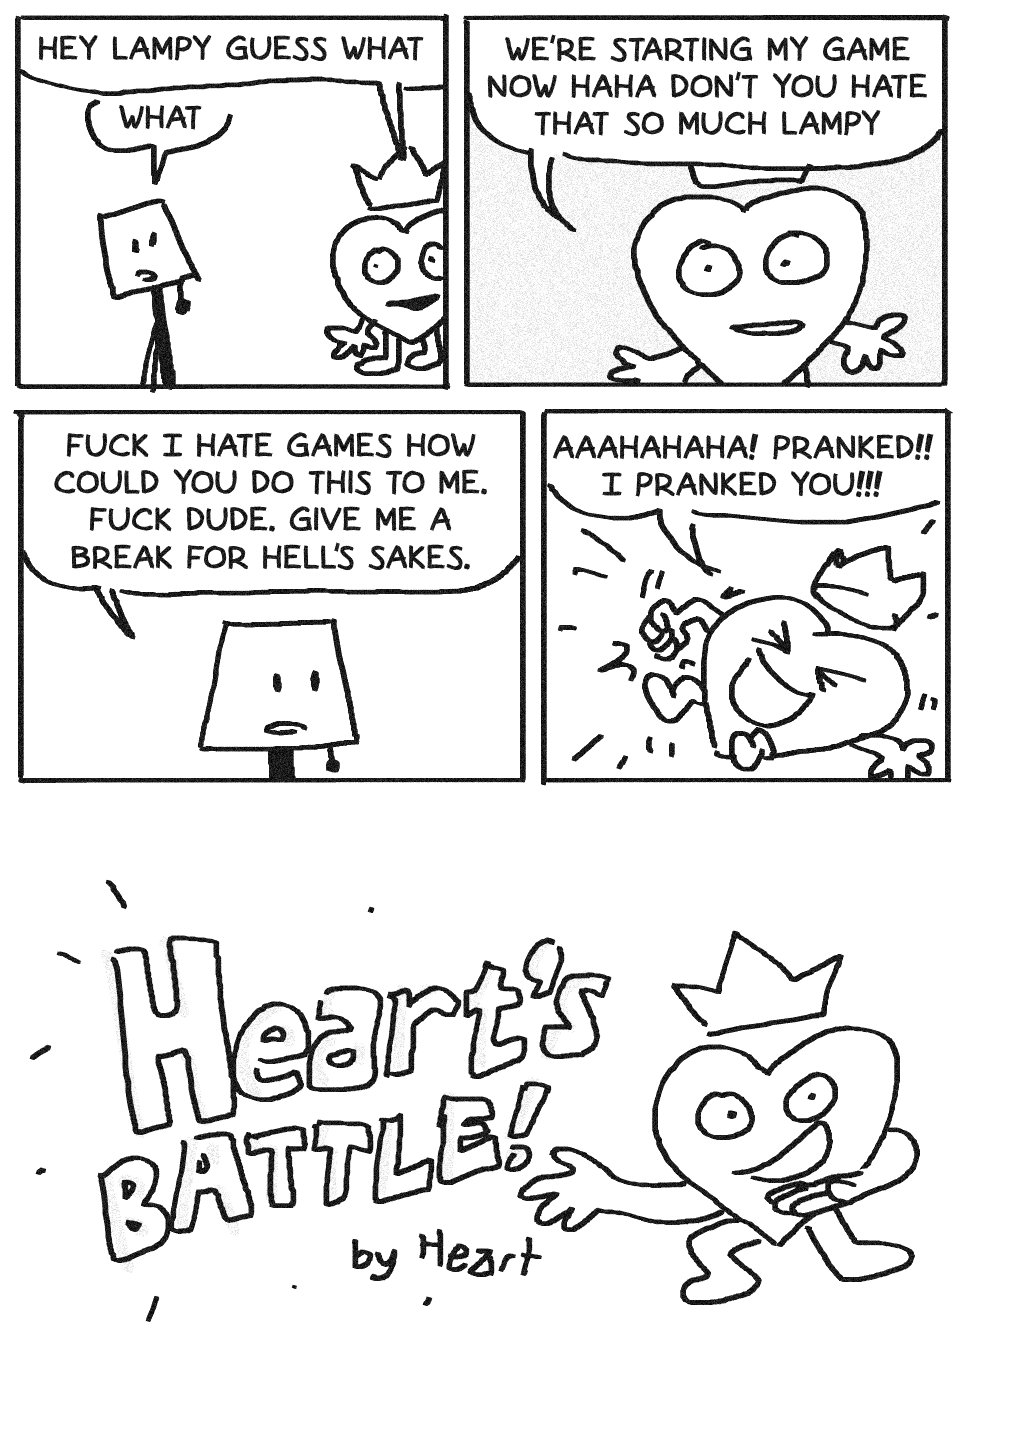 HEY LAMPY GUESS WHAT
WHAT
WE'RE STARTING MY GAME
NOW HAHA DON'T YOU HATE
THAT SO MUCH LAMPY
FUCK I HATE GAMES HOW
COULD YOU DO THIS TO ME.
FUCK DUDE. GIVE ME A
BREAK FOR HELL'S SAKES.
AAAHAHAHA! PRANKED!!
I PRANKED YOU!!!
Heart's
BATTLE!
by Heart